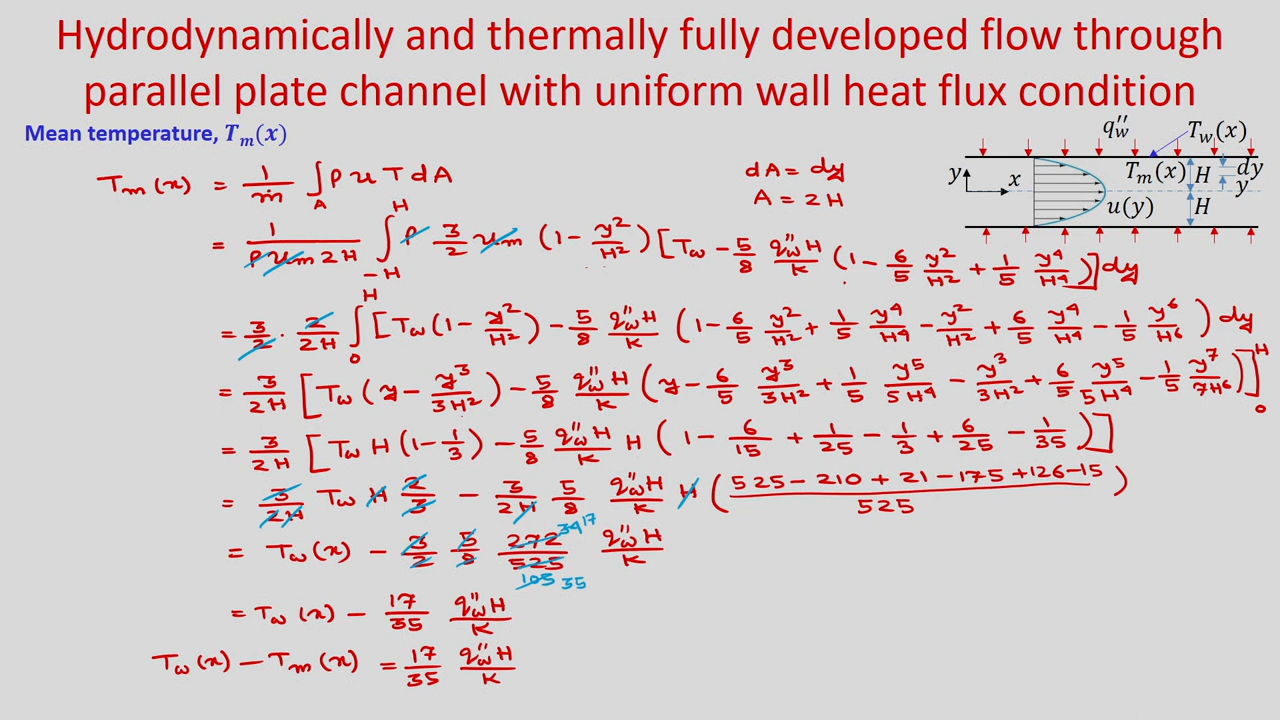 Hydrodynamically and thermally fully developed flow through
parallel plate channel with uniform wall heat flux condition
Mean temperature, T_m(x)
q''_w T_w(x)
y x T_m(x) H dy
y
u(y) H
T_m(x) = 1/ṁ ∫_A ρ u T dA
dA = dy
A = 2H
= 1/(ρ u_m 2H) ∫_{-H}^{H} ρ 3/2 u_m (1 - y²/H²) [T_w - 5/8 q''_w H/K (1 - 6/5 y²/H² + 1/5 y⁴/H⁴)] dy
= 3/2 · 2/2H ∫_0^H [T_w (1 - y²/H²) - 5/8 q''_w H/K (1 - 6/5 y²/H² + 1/5 y⁴/H⁴ - y²/H² + 6/5 y⁴/H⁴ - 1/5 y⁶/H⁶) dy
= 3/2H [T_w (y - y³/3H²) - 5/8 q''_w H/K (y - 6/5 y³/3H² + 1/5 y⁵/5H⁴ - y³/3H² + 6/5 y⁵/5H⁴ - 1/5 y⁷/7H⁶)]_0^H
= 3/2H [T_w H (1 - 1/3) - 5/8 q''_w H/K H (1 - 6/15 + 1/25 - 1/3 + 6/25 - 1/35)]
= 3/2H T_w H 2/3 - 3/2H 5/8 q''_w H/K H ((525 - 210 + 21 - 175 + 126 - 15)/525)
= T_w(x) - 3/2 5/8 272/525 q''_w H/K
34 17
105 35
= T_w(x) - 17/35 q''_w H/K
T_w(x) - T_m(x) = 17/35 q''_w H/K